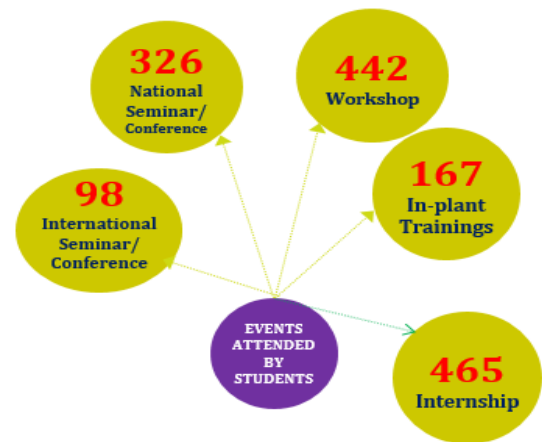 326
National
Seminar/
Conference
442
Workshop
98
International
Seminar/
Conference
167
In-plant
Trainings
EVENTS
ATTENDED
BY
STUDENTS
465
Internship